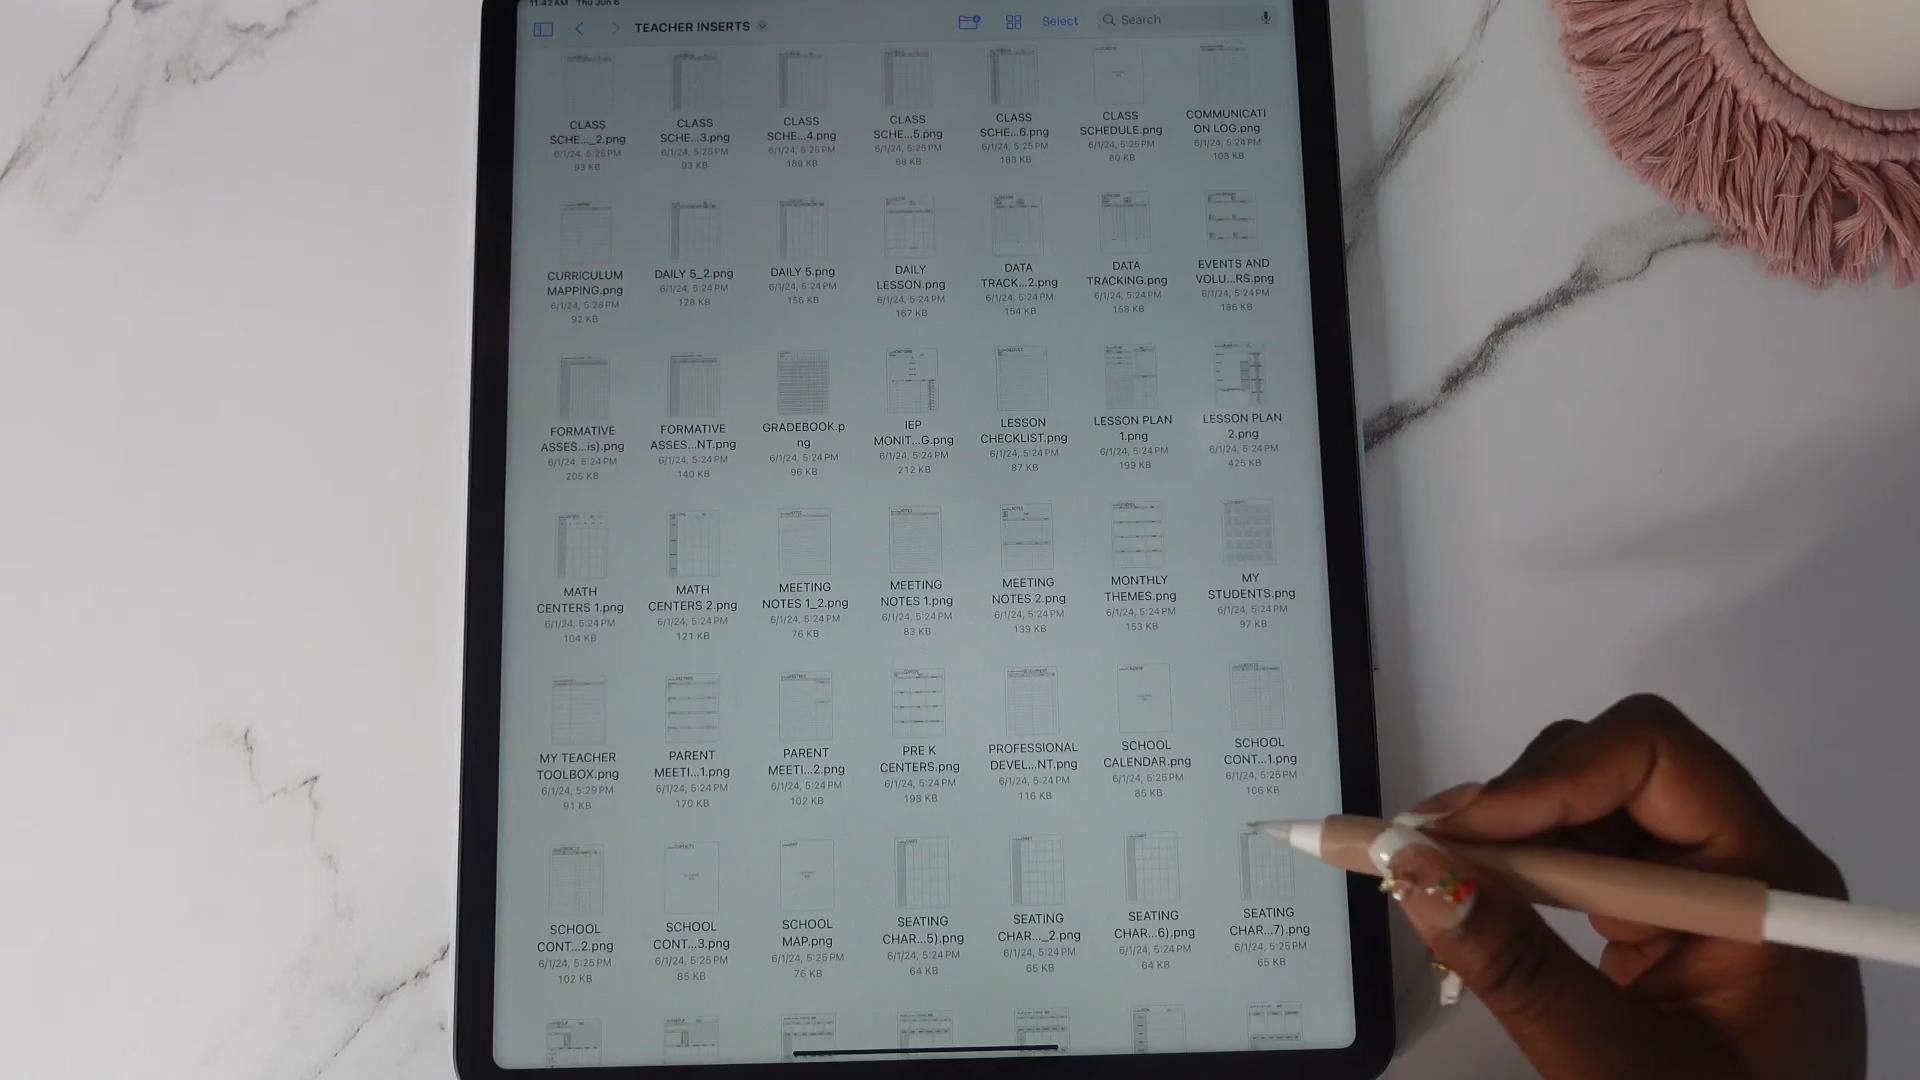 11:42 AM Thu Jun 6
TEACHER INSERTS
Select
Search
CLASS
SCHE..._2.png
6/1/24, 5:25 PM
93 KB
CLASS
SCHE...3.png
6/1/24, 5:25 PM
93 KB
CLASS
SCHE...4.png
6/1/24, 5:25 PM
189 KB
CLASS
SCHE...5.png
6/1/24, 5:25 PM
88 KB
CLASS
SCHE...6.png
6/1/24, 5:25 PM
183 KB
CLASS
SCHEDULE.png
6/1/24, 5:25 PM
80 KB
COMMUNICATI
ON LOG.png
6/1/24, 5:24 PM
108 KB
CURRICULUM
MAPPING.png
6/1/24, 5:28 PM
92 KB
DAILY 5_2.png
6/1/24, 5:24 PM
128 KB
DAILY 5.png
6/1/24, 5:24 PM
156 KB
DAILY
LESSON.png
6/1/24, 5:24 PM
167 KB
DATA
TRACK...2.png
6/1/24, 5:24 PM
154 KB
DATA
TRACKING.png
6/1/24, 5:24 PM
158 KB
EVENTS AND
VOLU...RS.png
6/1/24, 5:24 PM
186 KB
FORMATIVE
ASSES...is).png
6/1/24, 5:24 PM
205 KB
FORMATIVE
ASSES...NT.png
6/1/24, 5:24 PM
140 KB
GRADEBOOK.p
ng
6/1/24, 5:24 PM
96 KB
IEP
MONIT...G.png
6/1/24, 5:24 PM
212 KB
LESSON
CHECKLIST.png
6/1/24, 5:24 PM
87 KB
LESSON PLAN
1.png
6/1/24, 5:24 PM
199 KB
LESSON PLAN
2.png
6/1/24, 5:24 PM
425 KB
MATH
CENTERS 1.png
6/1/24, 5:24 PM
104 KB
MATH
CENTERS 2.png
6/1/24, 5:24 PM
121 KB
MEETING
NOTES 1_2.png
6/1/24, 5:24 PM
76 KB
MEETING
NOTES 1.png
6/1/24, 5:24 PM
83 KB
MEETING
NOTES 2.png
6/1/24, 5:24 PM
139 KB
MONTHLY
THEMES.png
6/1/24, 5:24 PM
153 KB
MY
STUDENTS.png
6/1/24, 5:24 PM
97 KB
MY TEACHER
TOOLBOX.png
6/1/24, 5:29 PM
91 KB
PARENT
MEETI...1.png
6/1/24, 5:24 PM
170 KB
PARENT
MEETI...2.png
6/1/24, 5:24 PM
102 KB
PRE K
CENTERS.png
6/1/24, 5:24 PM
198 KB
PROFESSIONAL
DEVEL...NT.png
6/1/24, 5:24 PM
116 KB
SCHOOL
CALENDAR.png
6/1/24, 5:25 PM
85 KB
SCHOOL
CONT...1.png
6/1/24, 5:25 PM
106 KB
SCHOOL
CONT...2.png
6/1/24, 5:25 PM
102 KB
SCHOOL
CONT...3.png
6/1/24, 5:25 PM
85 KB
SCHOOL
MAP.png
6/1/24, 5:25 PM
76 KB
SEATING
CHAR...5).png
6/1/24, 5:24 PM
64 KB
SEATING
CHAR..._2.png
6/1/24, 5:24 PM
65 KB
SEATING
CHAR...6).png
6/1/24, 5:24 PM
64 KB
SEATING
CHAR...7).png
6/1/24, 5:25 PM
65 KB